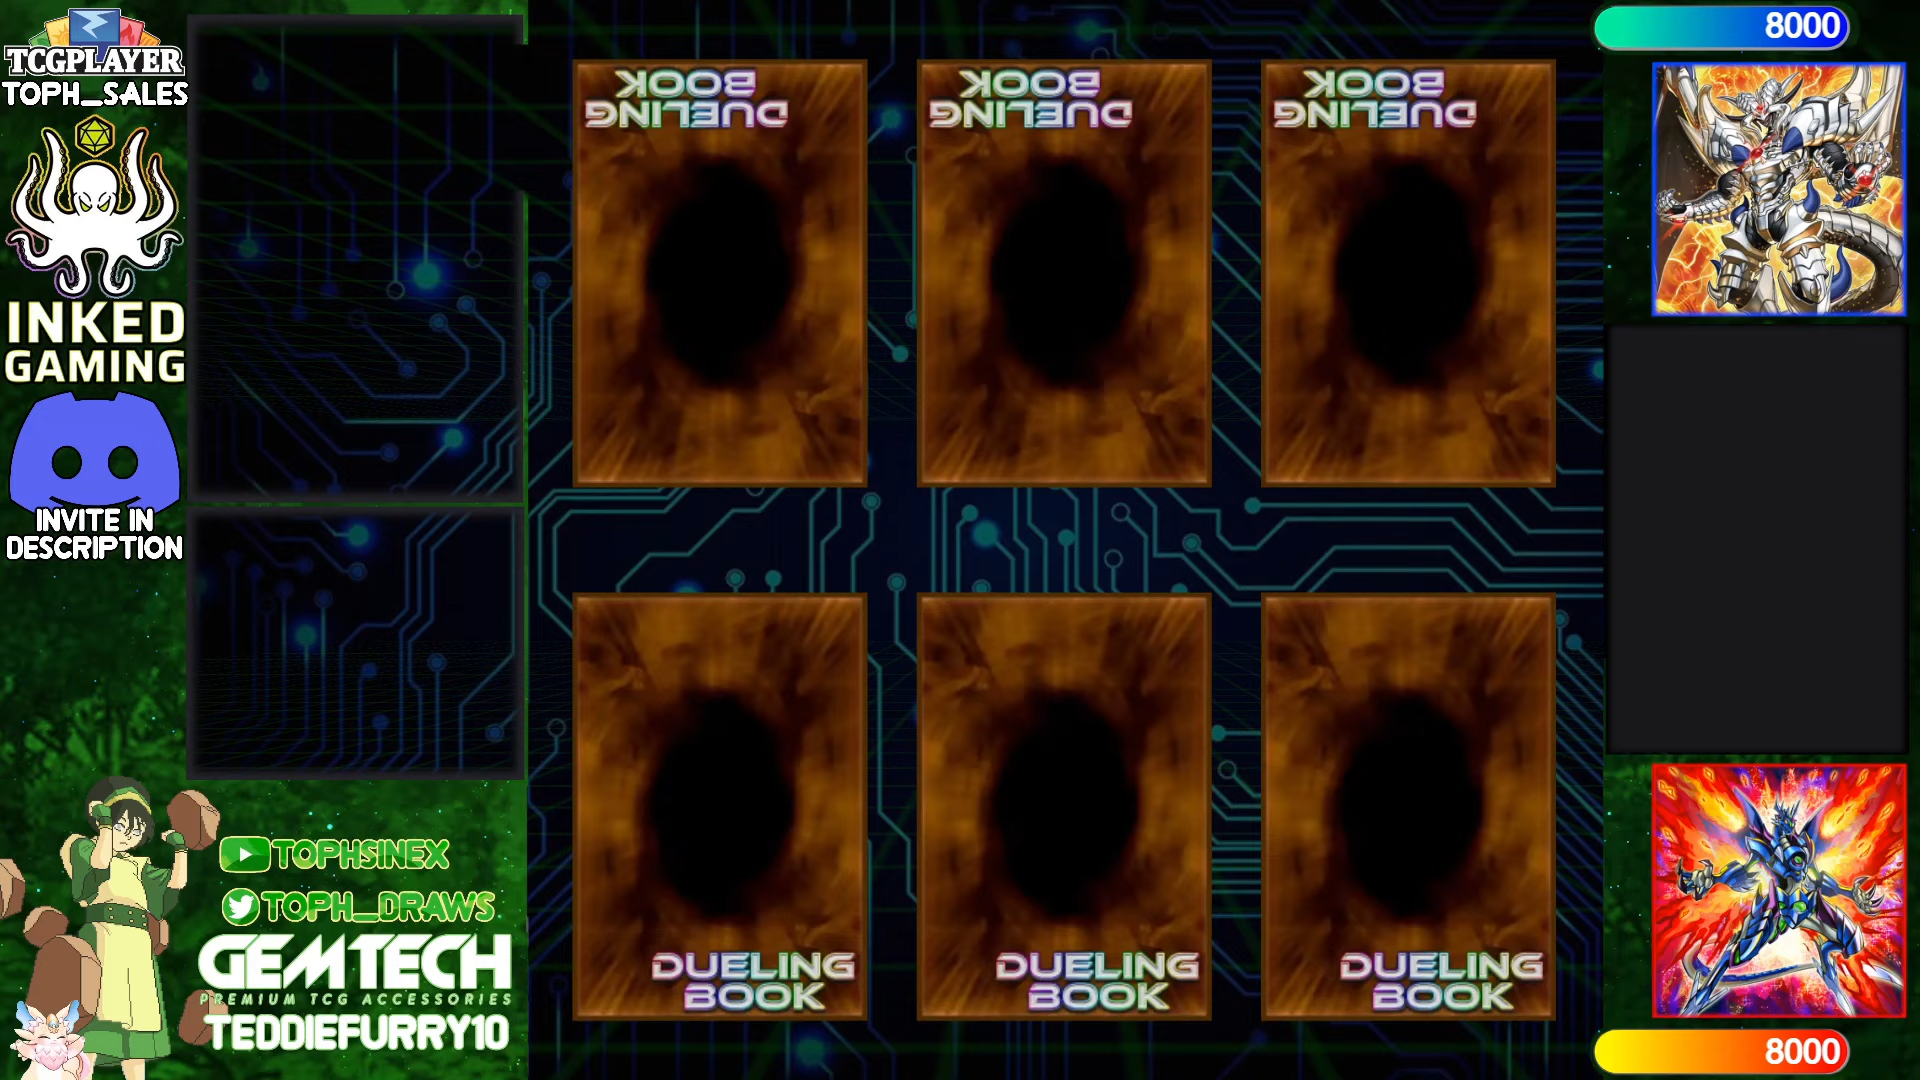 TCGPLAYER
TOPH_SALES
INKED
GAMING
INVITE IN
DESCRIPTION
TOPHSINEX
TOPH_DRAWS
GEMTECH
PREMIUM TCG ACCESSORIES
TEDDIEFURRY10
DUELING
BOOK
DUELING
BOOK
DUELING
BOOK
DUELING
BOOK
DUELING
BOOK
DUELING
BOOK
8000
8000